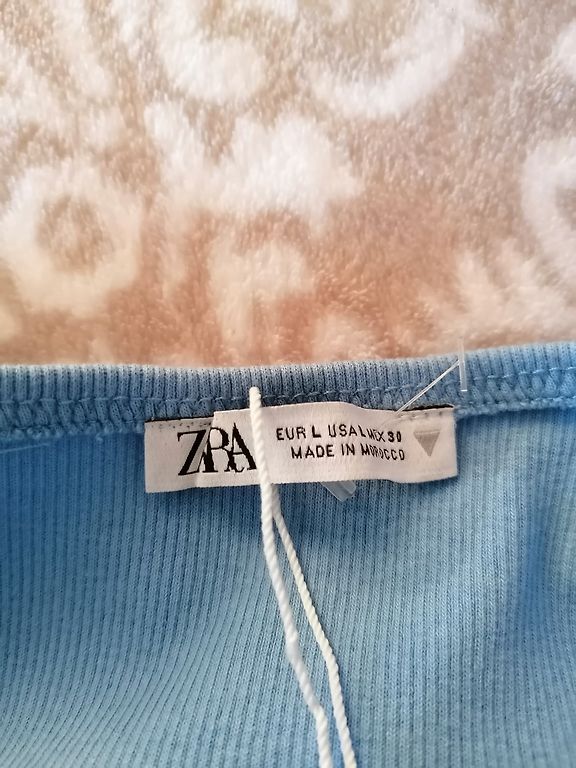 ZARA
EUR L USA L MEX 30
MADE IN MOROCCO